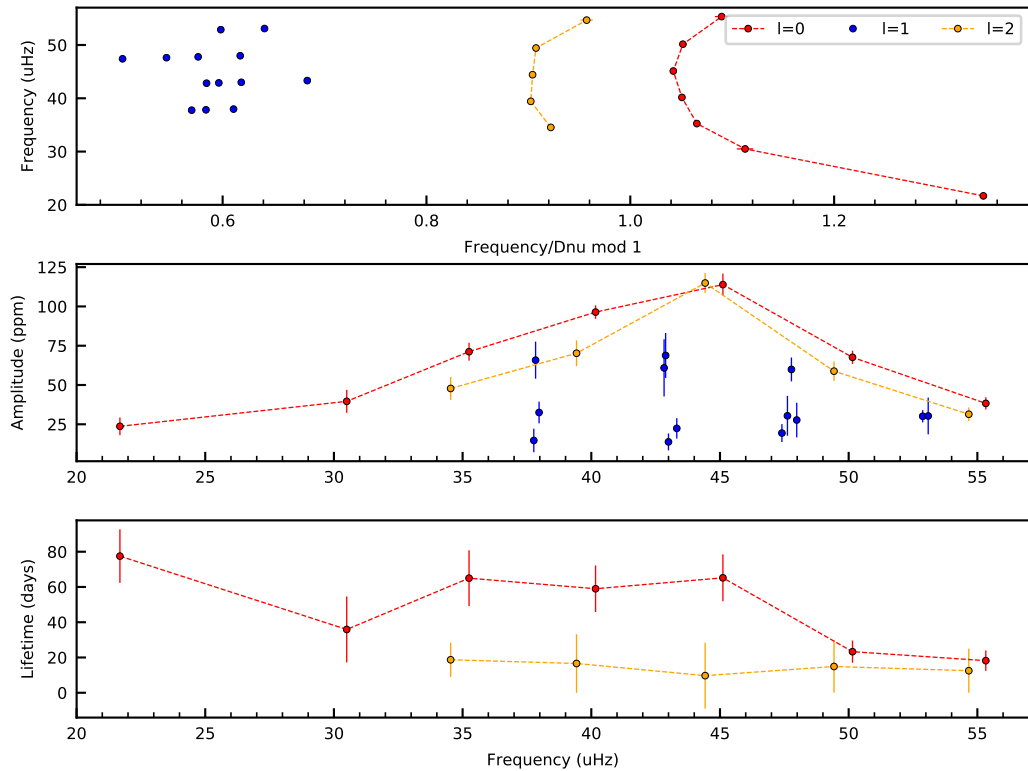 l=0 l=1 l=2
Frequency (uHz)
50
40
30
20
0.6 0.8 1.0 1.2
Frequency/Dnu mod 1
Amplitude (ppm)
125
100
75
50
25
20 25 30 35 40 45 50 55
Lifetime (days)
80
60
40
20
0
20 25 30 35 40 45 50 55
Frequency (uHz)